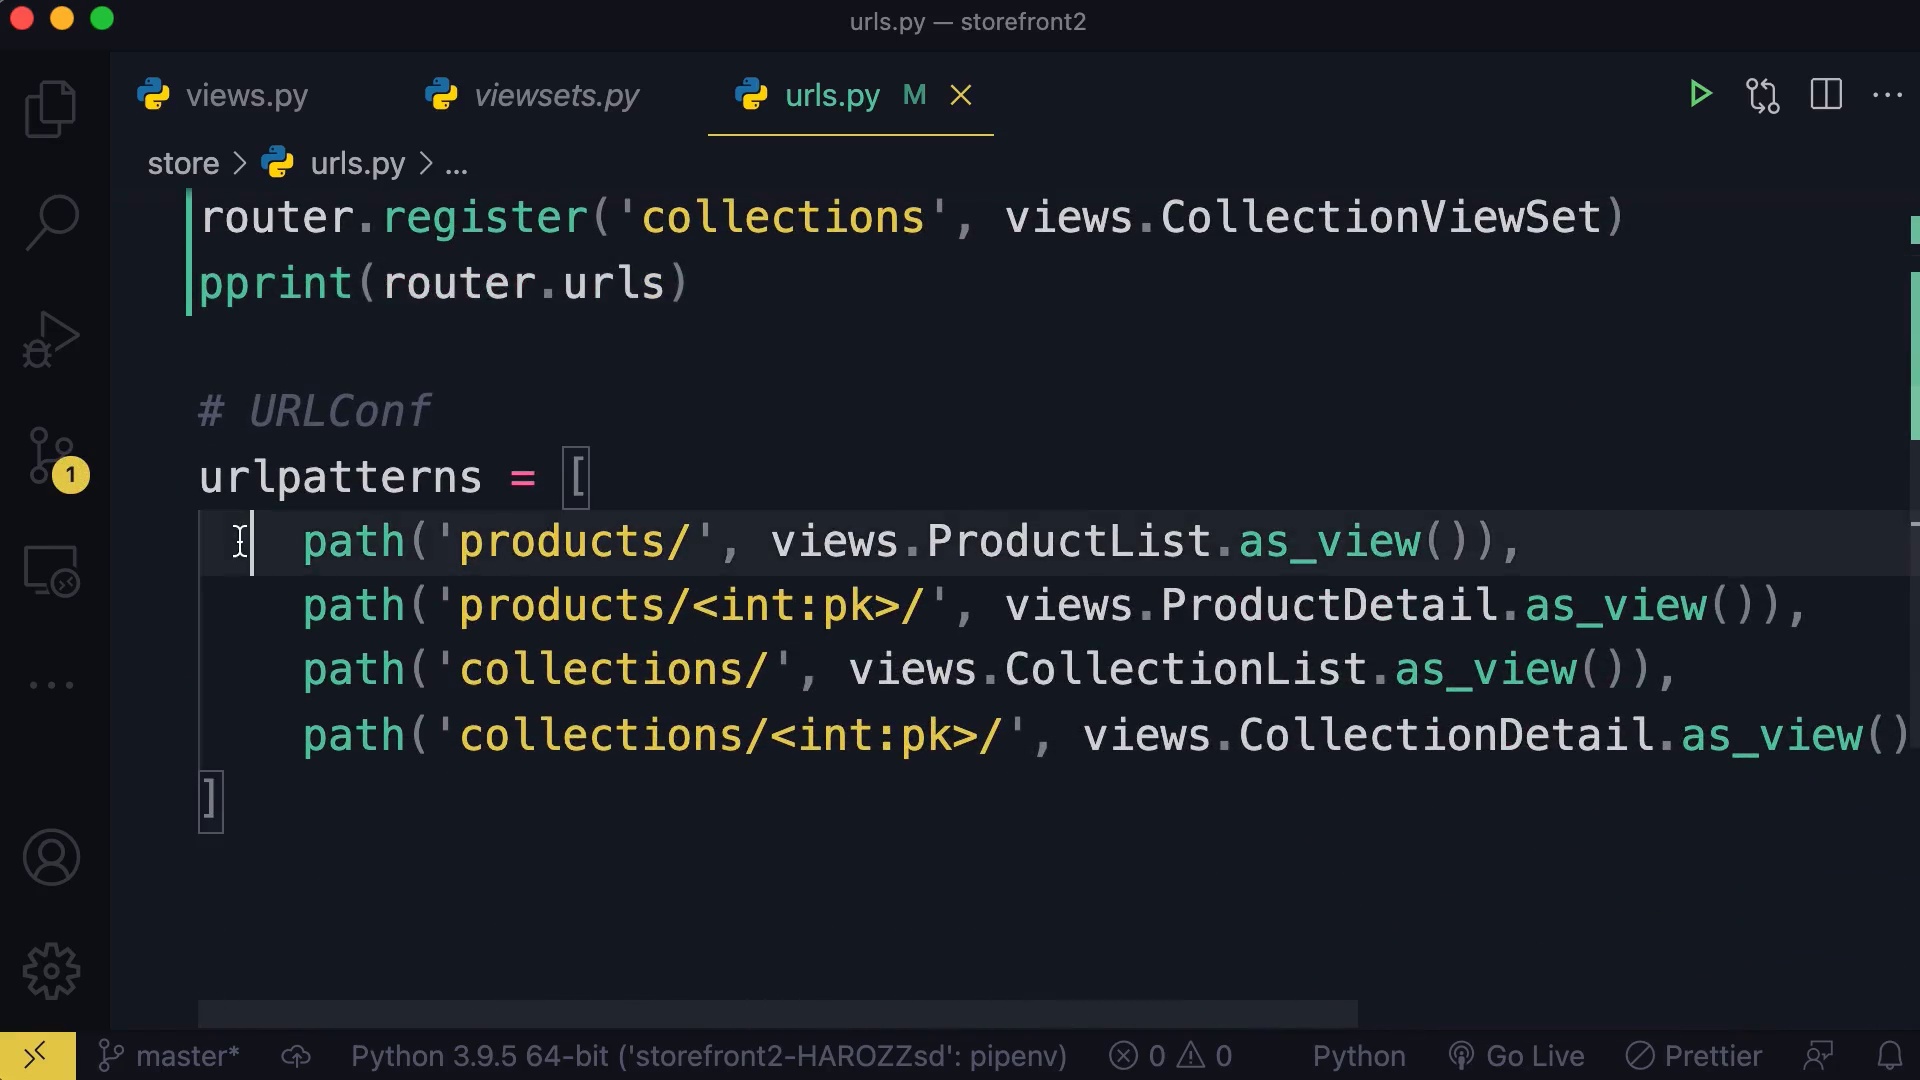 urls.py — storefront2
views.py
viewsets.py
urls.py M
store > urls.py > ...
router.register('collections', views.CollectionViewSet)
pprint(router.urls)
# URLConf
urlpatterns = [
path('products/', views.ProductList.as_view()),
path('products/<int:pk>/', views.ProductDetail.as_view()),
path('collections/', views.CollectionList.as_view()),
path('collections/<int:pk>/', views.CollectionDetail.as_view()
]
1
master* Python 3.9.5 64-bit ('storefront2-HAROZZsd': pipenv) 0 0 Python Go Live Prettier